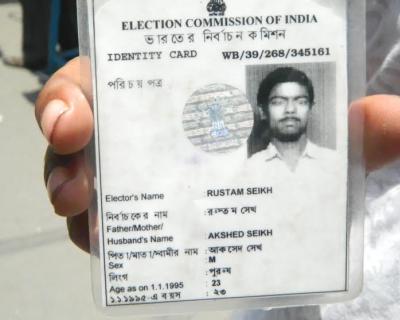 ELECTION COMMISSION OF INDIA
ভারতের নির্বাচন কমিশন
IDENTITY CARD WB/39/268/345161
পরিচয় পত্র
Elector's Name : RUSTAM SEIKH
নির্বাচকের নাম : রুস্তম সেখ
Father/Mother/
Husband's Name : AKSHED SEIKH
পিতা/মাতা/স্বামীর নাম : আকসেদ সেখ
Sex : M
লিংগ : পুরুষ
Age as on 1.1.1995 : 23
১.১.১৯৯৫-এ বয়স : ২৩